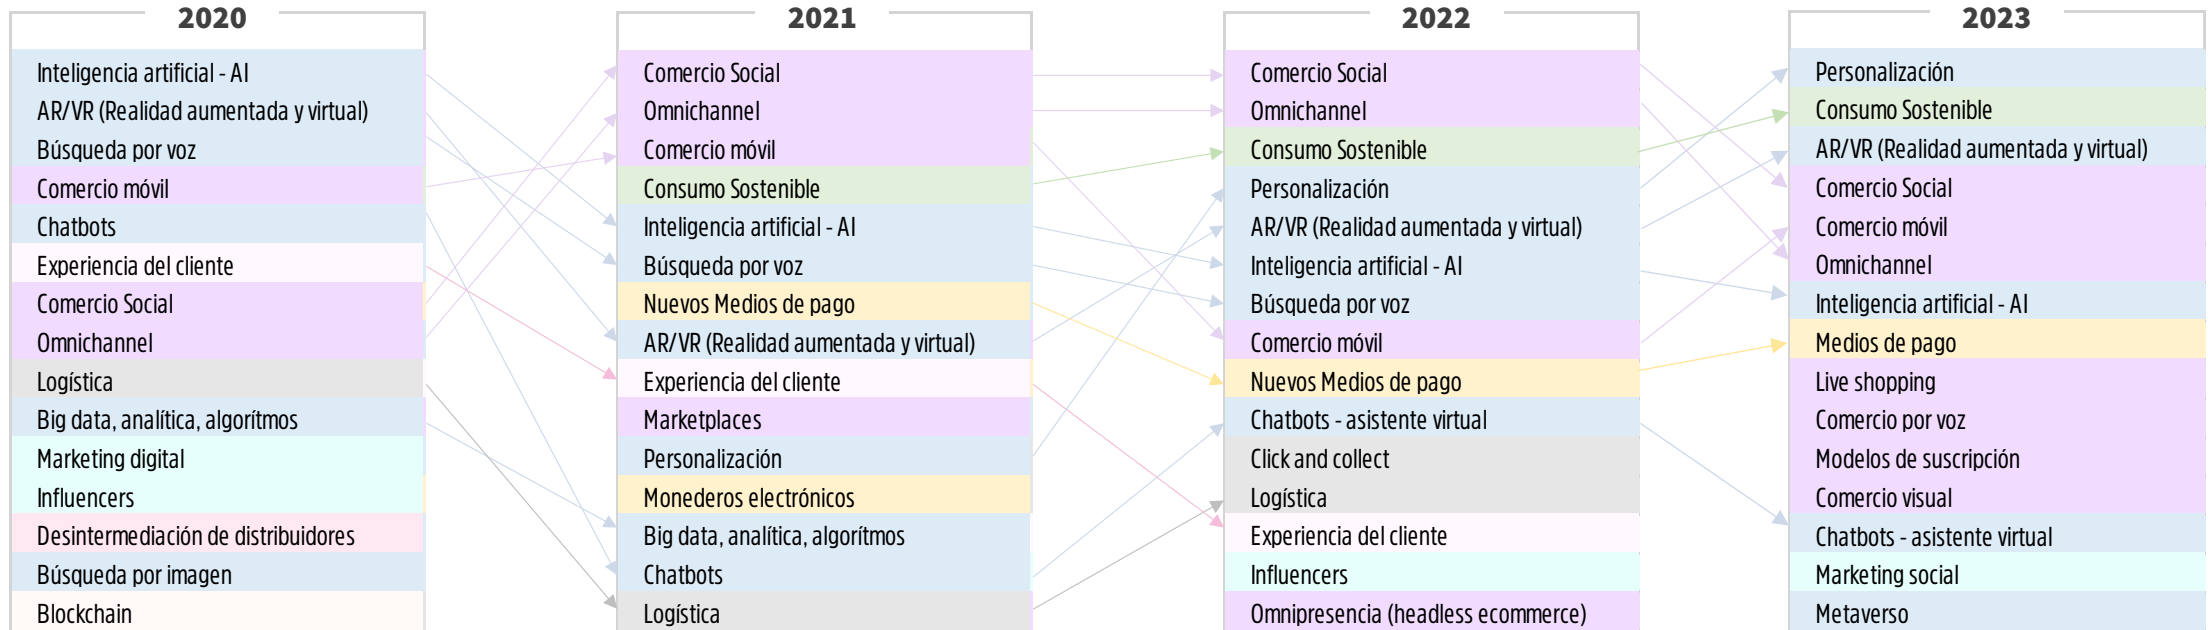 2020
Inteligencia artificial - AI
AR/VR (Realidad aumentada y virtual)
Búsqueda por voz
Comercio móvil
Chatbots
Experiencia del cliente
Comercio Social
Omnichannel
Logística
Big data, analítica, algorítmos
Marketing digital
Influencers
Desintermediación de distribuidores
Búsqueda por imagen
Blockchain
2021
Comercio Social
Omnichannel
Comercio móvil
Consumo Sostenible
Inteligencia artificial - AI
Búsqueda por voz
Nuevos Medios de pago
AR/VR (Realidad aumentada y virtual)
Experiencia del cliente
Marketplaces
Personalización
Monederos electrónicos
Big data, analítica, algorítmos
Chatbots
Logística
2022
Comercio Social
Omnichannel
Consumo Sostenible
Personalización
AR/VR (Realidad aumentada y virtual)
Inteligencia artificial - AI
Búsqueda por voz
Comercio móvil
Nuevos Medios de pago
Chatbots - asistente virtual
Click and collect
Logística
Experiencia del cliente
Influencers
Omnipresencia (headless ecommerce)
2023
Personalización
Consumo Sostenible
AR/VR (Realidad aumentada y virtual)
Comercio Social
Comercio móvil
Omnichannel
Inteligencia artificial - AI
Medios de pago
Live shopping
Comercio por voz
Modelos de suscripción
Comercio visual
Chatbots - asistente virtual
Marketing social
Metaverso